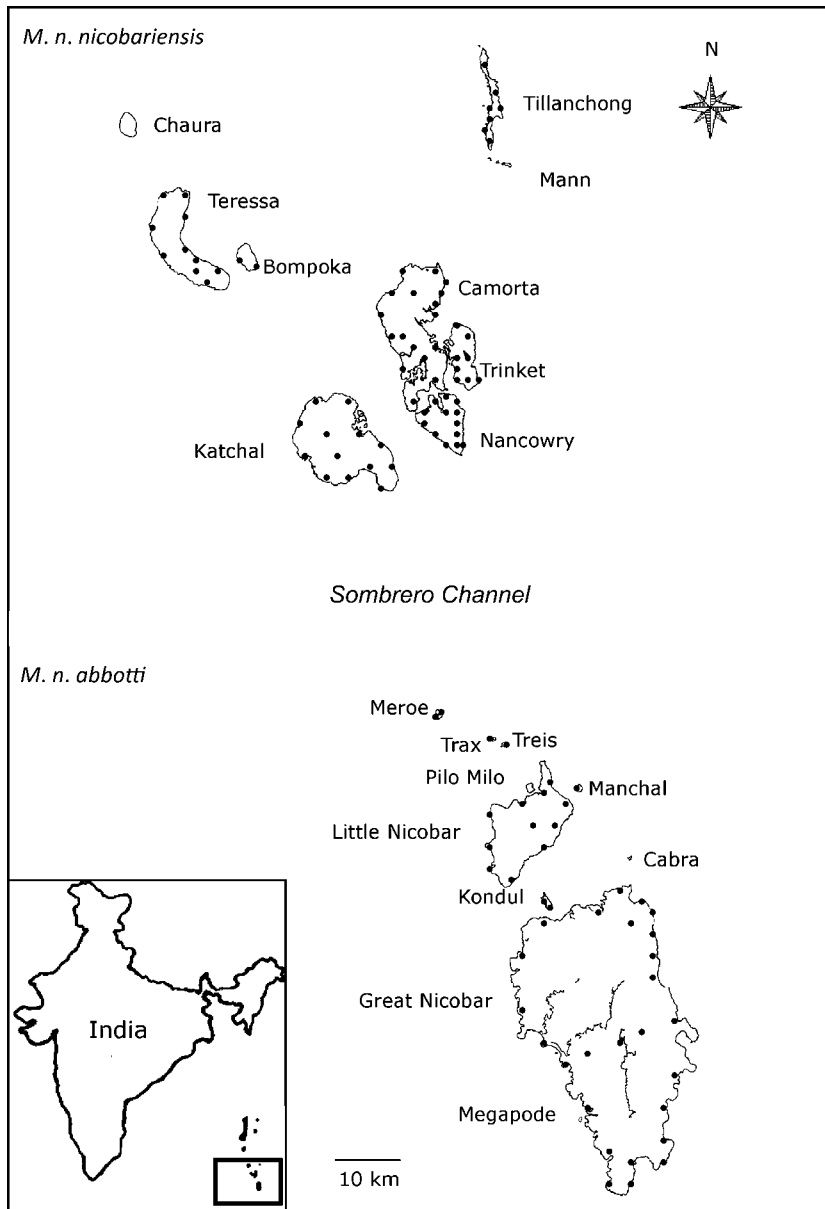 M. n. nicobariensis
N
Tillanchong
Chaura
Mann
Teressa
Bompoka
Camorta
Trinket
Nancowry
Katchal
Sombrero Channel
M. n. abbotti
Meroe
Trax
Treis
Pilo Milo
Manchal
Little Nicobar
Cabra
Kondul
Great Nicobar
India
Megapode
10 km